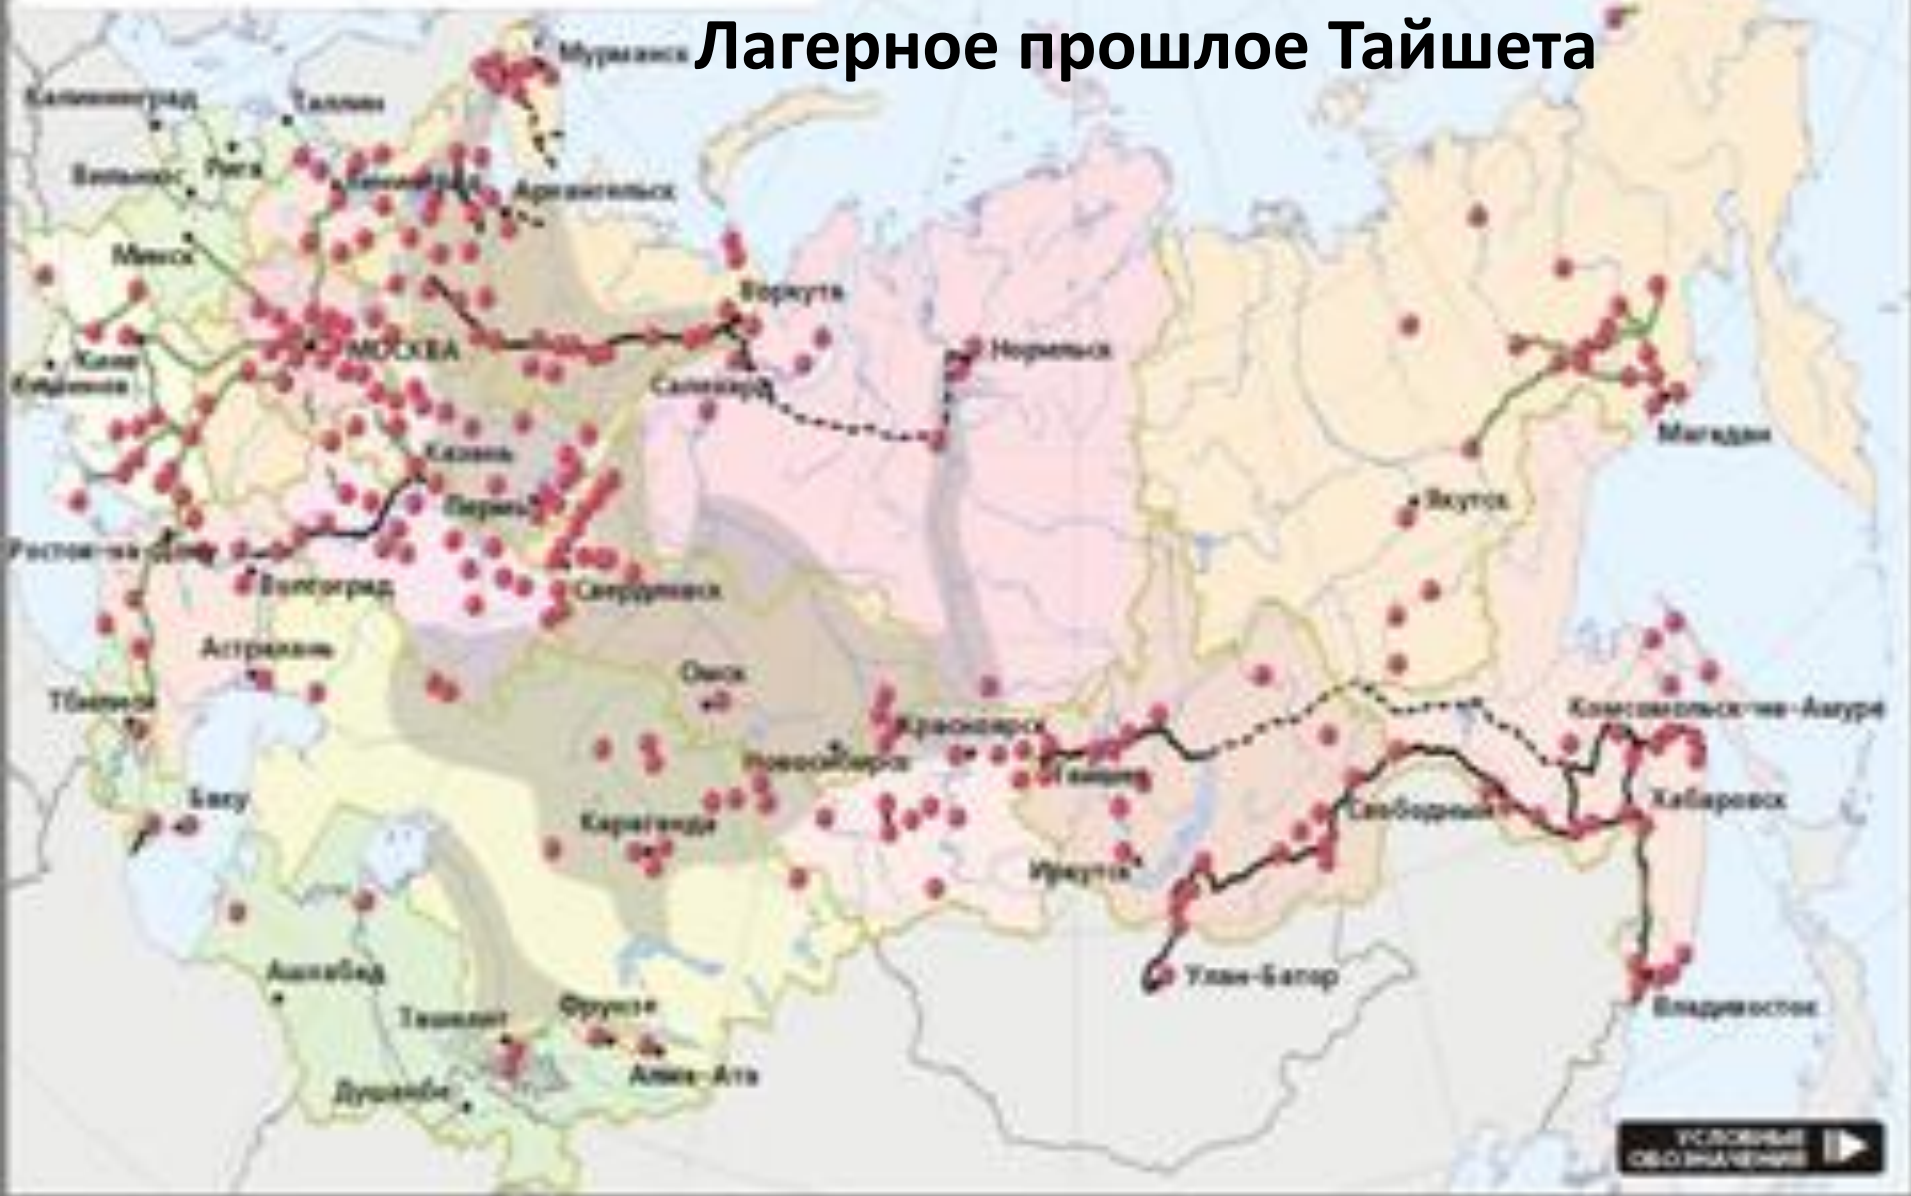 Лагерное прошлое Тайшета
Мурманск
Калининград
Таллин
Вильнюс
Рига
Ленинград
Архангельск
Минск
Воркута
МОСКВА
Норильск
Киев
Кишинев
Салехард
Магадан
Казань
Якутск
Пермь
Ростов-на-Дону
Волгоград
Свердловск
Астрахань
Омск
Тбилиси
Комсомольск-на-Амуре
Красноярск
Новосибирск
Тайшет
Баку
Караганда
Свободный
Хабаровск
Иркутск
Ашхабад
Улан-Батор
Ташкент
Фрунзе
Владивосток
Алма-Ата
Душанбе
УСЛОВНЫЕ
ОБОЗНАЧЕНИЯ